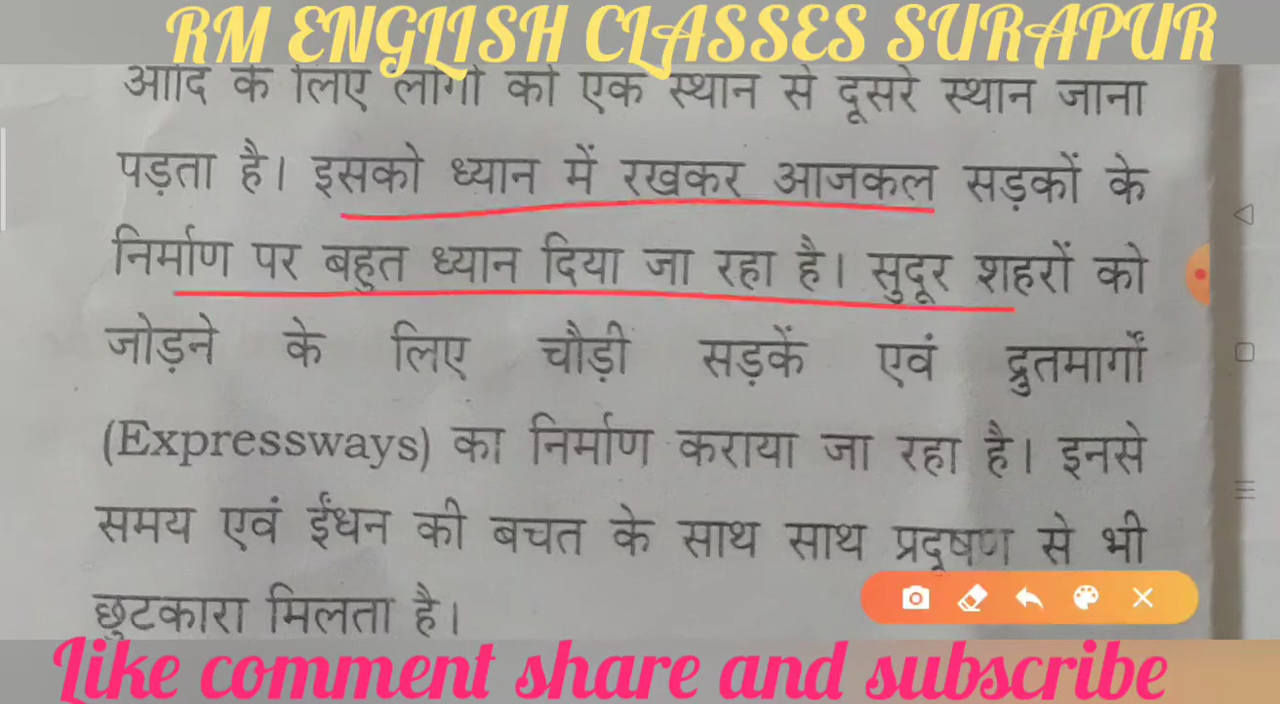 RM ENGLISH CLASSES SURAPUR
आदि के लिए लोगों को एक स्थान से दूसरे स्थान जाना
पड़ता है। इसको ध्यान में रखकर आजकल सड़कों के
निर्माण पर बहुत ध्यान दिया जा रहा है। सुदूर शहरों को
जोड़ने के लिए चौड़ी सड़कें एवं द्रुतमार्गों
(Expressways) का निर्माण कराया जा रहा है। इनसे
समय एवं ईंधन की बचत के साथ साथ प्रदूषण से भी
छुटकारा मिलता है।
Like comment share and subscribe